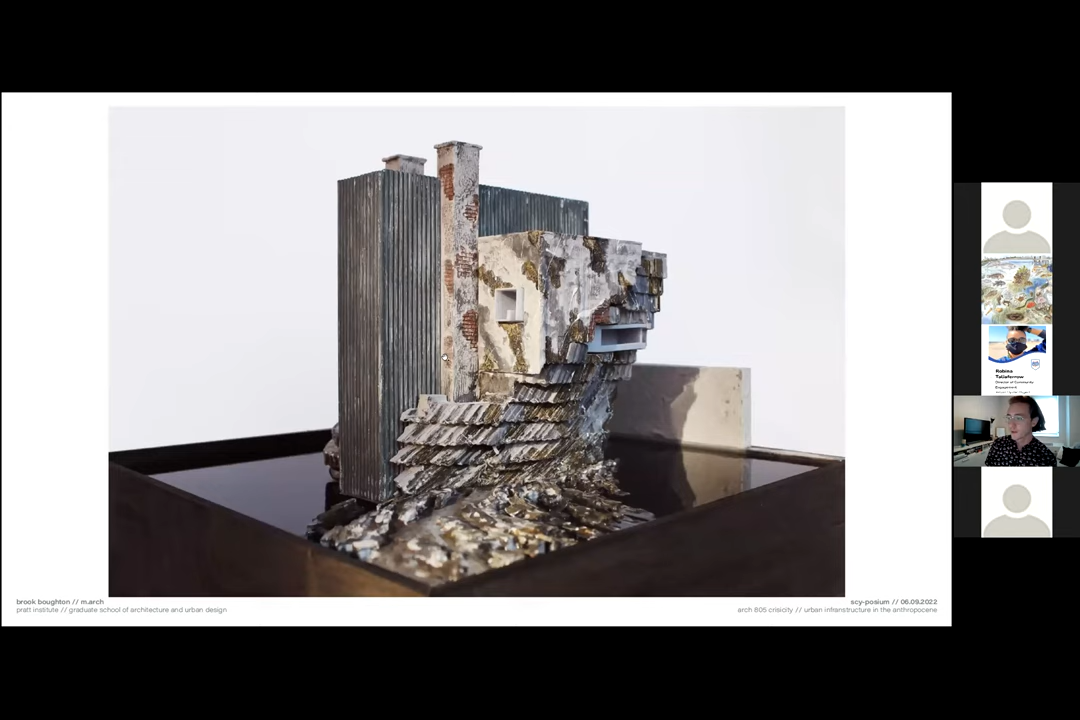 brook boughton // m.arch
pratt institute // graduate school of architecture and urban design
scy-posium // 06.09.2022
arch 805 crisicity // urban infranstructure in the anthropocene
Robina
Taliaferrow
Director of Community
Engagement